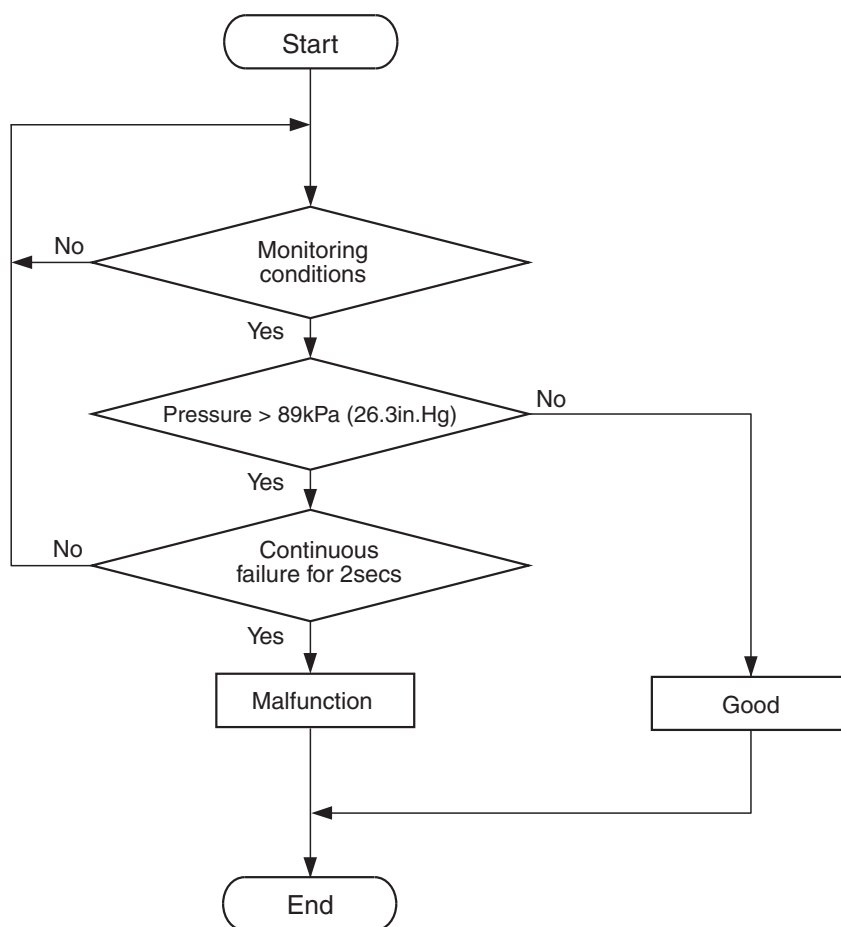 Start
No
Monitoring
conditions
Yes
Pressure > 89kPa (26.3in.Hg)
No
Yes
No
Continuous
failure for 2secs
Yes
Malfunction
Good
End